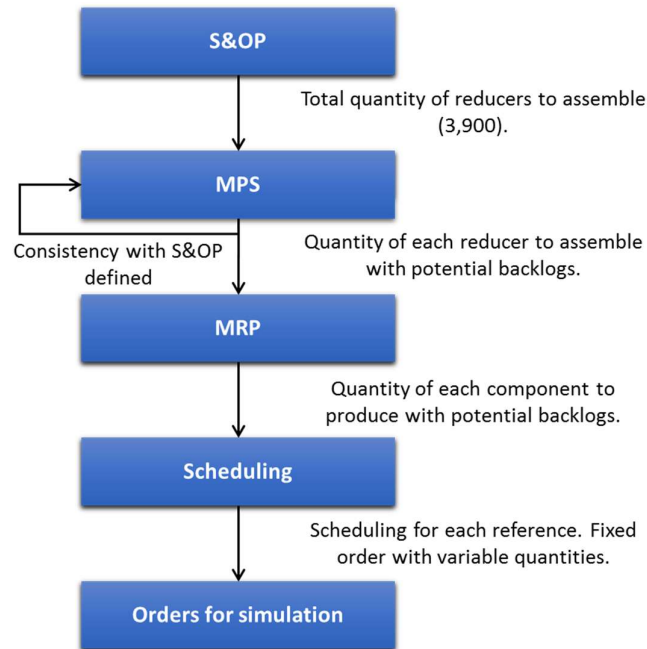 S&OP
Total quantity of reducers to assemble
(3,900).
MPS
Consistency with S&OP
defined
Quantity of each reducer to assemble
with potential backlogs.
MRP
Quantity of each component to
produce with potential backlogs.
Scheduling
Scheduling for each reference. Fixed
order with variable quantities.
Orders for simulation